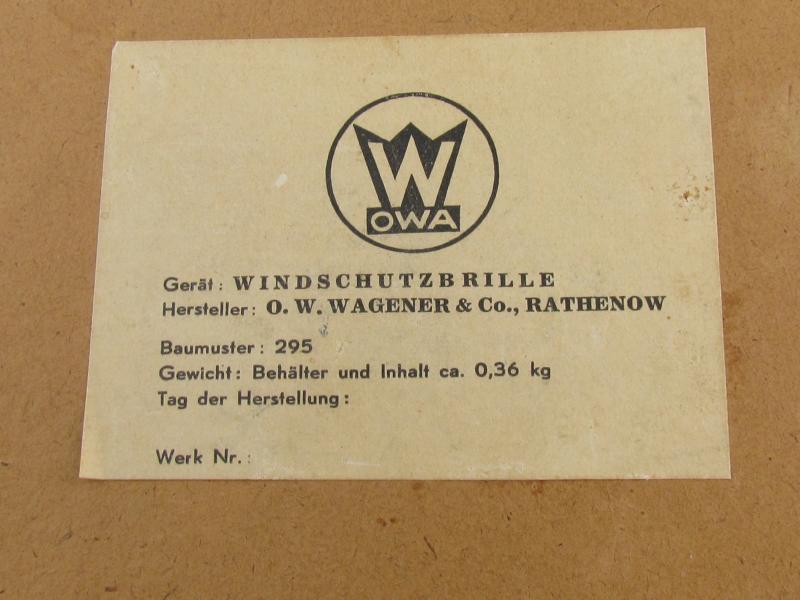 W
OWA
Gerät: WINDSCHUTZBRILLE
Hersteller: O. W. WAGENER & Co., RATHENOW
Baumuster: 295
Gewicht: Behälter und Inhalt ca. 0,36 kg
Tag der Herstellung:
Werk Nr.: